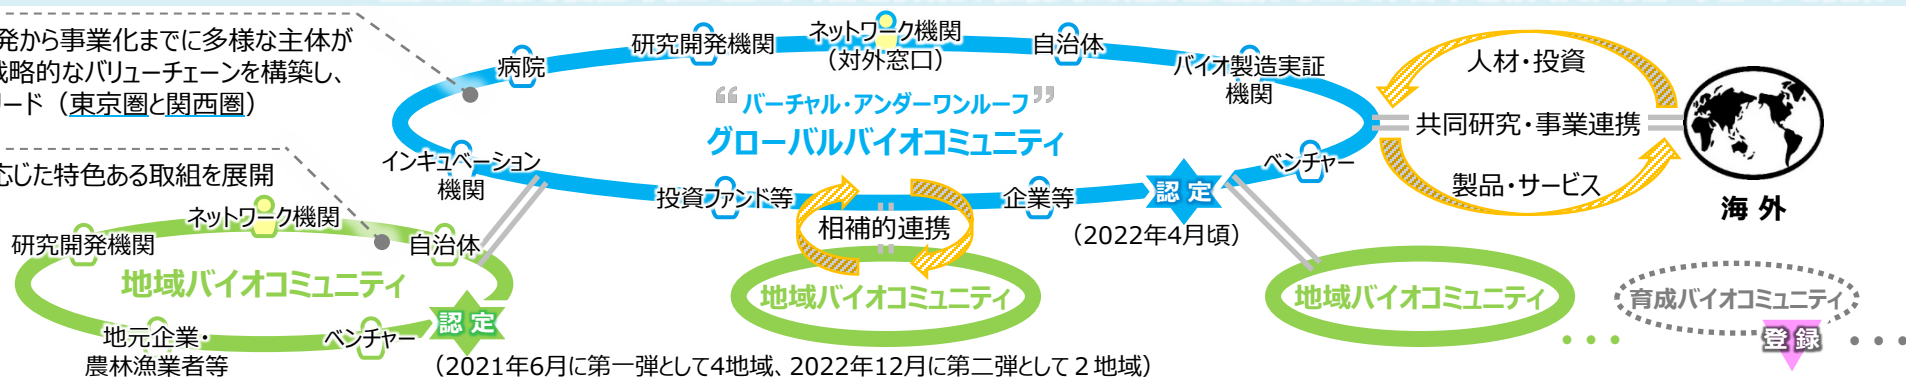 発から事業化までに多様な主体が
戦略的なバリューチェーンを構築し、
リード（東京圏と関西圏）
応じた特色ある取組を展開
病院
研究開発機関
ネットワーク機関
（対外窓口）
自治体
バイオ製造実証
機関
“バーチャル・アンダーワンルーフ”
グローバルバイオコミュニティ
インキュベーション
機関
投資ファンド等
企業等
認定
（2022年4月頃）
ベンチャー
人材・投資
共同研究・事業連携
製品・サービス
海外
相補的連携
ネットワーク機関
研究開発機関
自治体
地域バイオコミュニティ
地元企業・
農林漁業者等
ベンチャー
認定
（2021年6月に第一弾として4地域、2022年12月に第二弾として２地域）
地域バイオコミュニティ
地域バイオコミュニティ
育成バイオコミュニティ
登録